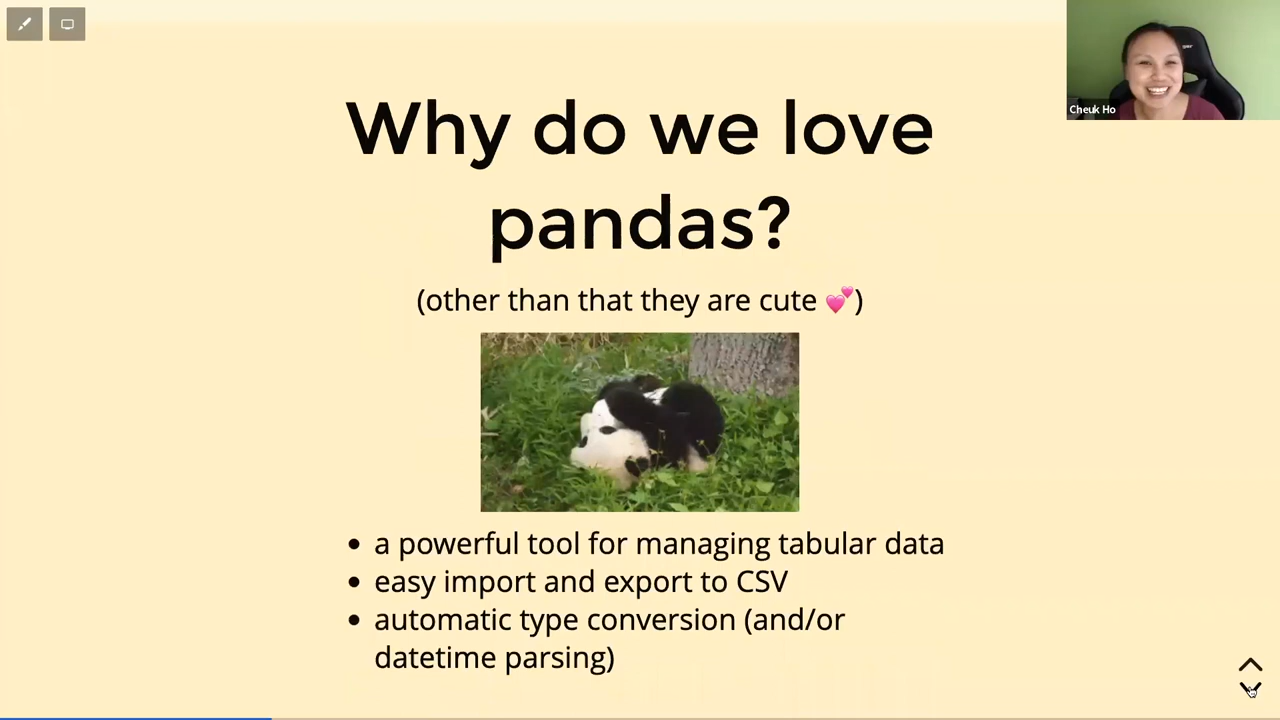 Why do we love
pandas?
(other than that they are cute 💕)
a powerful tool for managing tabular data
easy import and export to CSV
automatic type conversion (and/or
datetime parsing)
Cheuk Ho